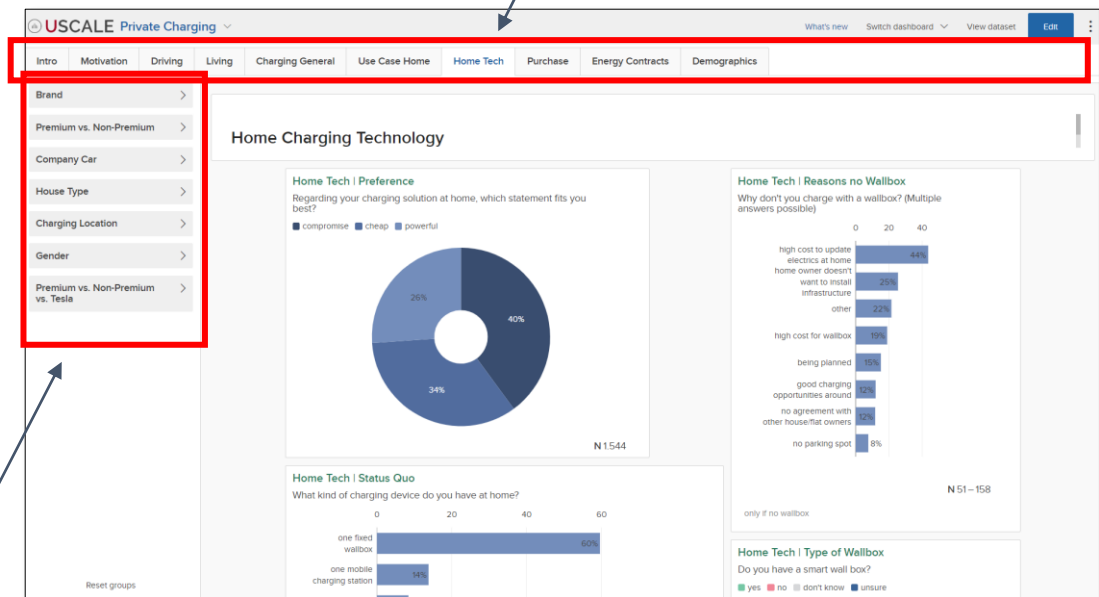 USCALE Private Charging
What's new Switch dashboard View dataset Edit
Intro Motivation Driving Living Charging General Use Case Home Home Tech Purchase Energy Contracts Demographics
Brand
Premium vs. Non-Premium
Company Car
House Type
Charging Location
Gender
Premium vs. Non-Premium
vs. Tesla
Reset groups
Home Charging Technology
Home Tech | Preference
Regarding your charging solution at home, which statement fits you
best?
compromise cheap powerful
26%
40%
34%
N 1.544
Home Tech | Reasons no Wallbox
Why don't you charge with a wallbox? (Multiple
answers possible)
0 20 40
high cost to update
electrics at home
44%
home owner doesn't
want to install
infrastructure
25%
other 22%
high cost for wallbox 19%
being planned 15%
good charging
opportunities around
12%
no agreement with
other house/flat owners
12%
no parking spot 8%
N 51 – 158
only if no wallbox
Home Tech | Status Quo
What kind of charging device do you have at home?
0 20 40 60
one fixed
wallbox
60%
one mobile
charging station
14%
Home Tech | Type of Wallbox
Do you have a smart wall box?
yes no don't know unsure